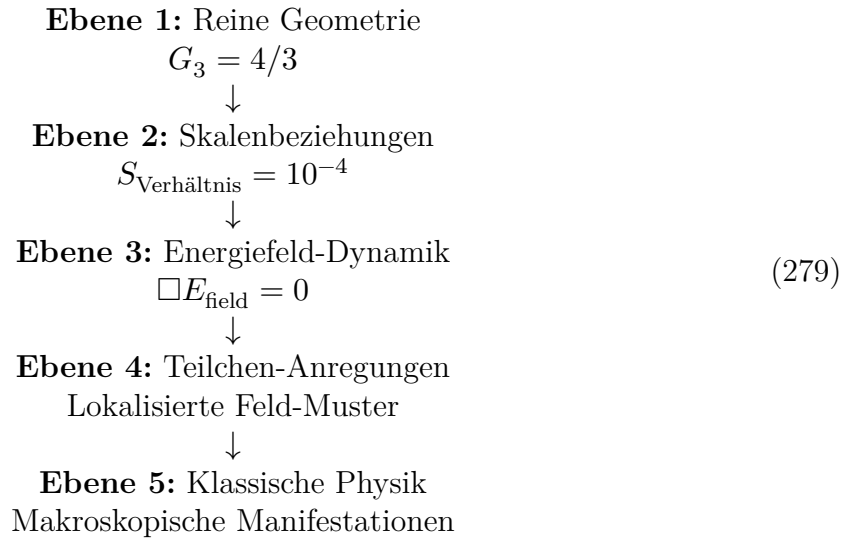 Ebene 1: Reine Geometrie
G₃ = 4/3
↓
Ebene 2: Skalenbeziehungen
S_Verhältnis = 10⁻⁴
↓
Ebene 3: Energiefeld-Dynamik
□E_field = 0
(279)
↓
Ebene 4: Teilchen-Anregungen
Lokalisierte Feld-Muster
↓
Ebene 5: Klassische Physik
Makroskopische Manifestationen